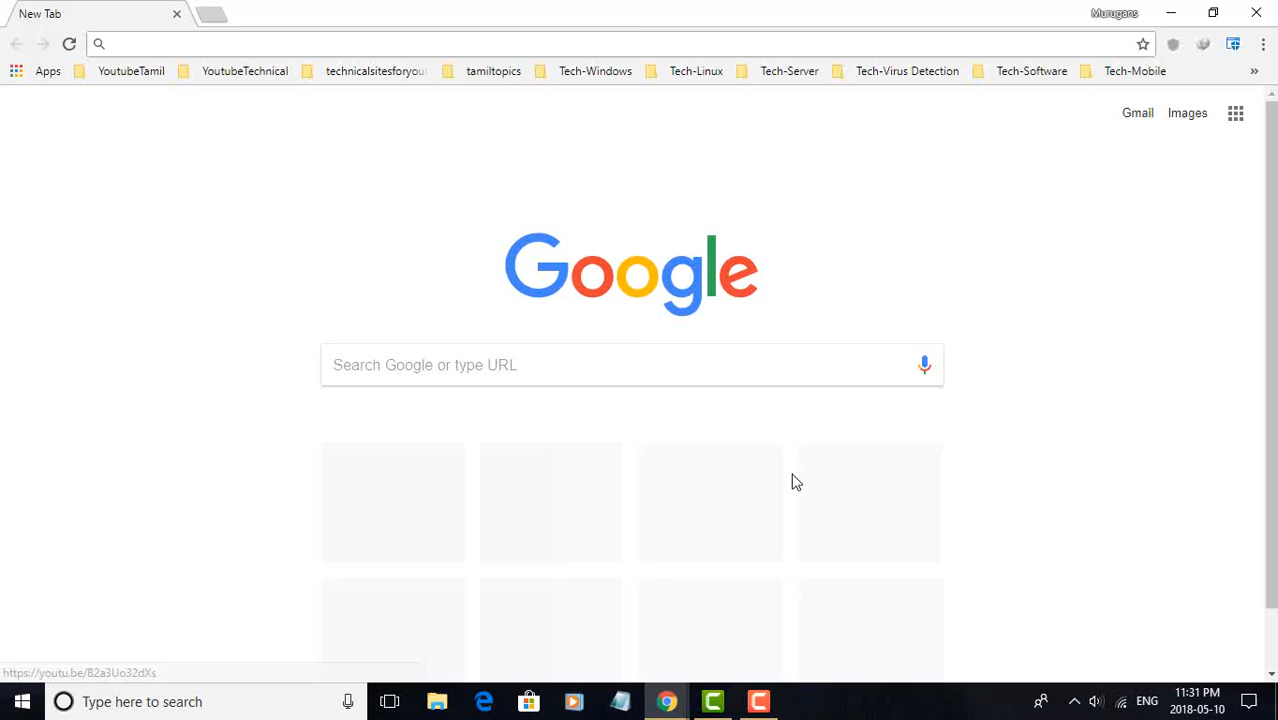 New Tab
Murugans
Apps YoutubeTamil YoutubeTechnical technicalsitesforyou tamiltopics Tech-Windows Tech-Linux Tech-Server Tech-Virus Detection Tech-Software Tech-Mobile »
Gmail Images
Google
Search Google or type URL
https://youtu.be/B2a3Uo32dXs
Type here to search
ENG
11:31 PM
2018-05-10